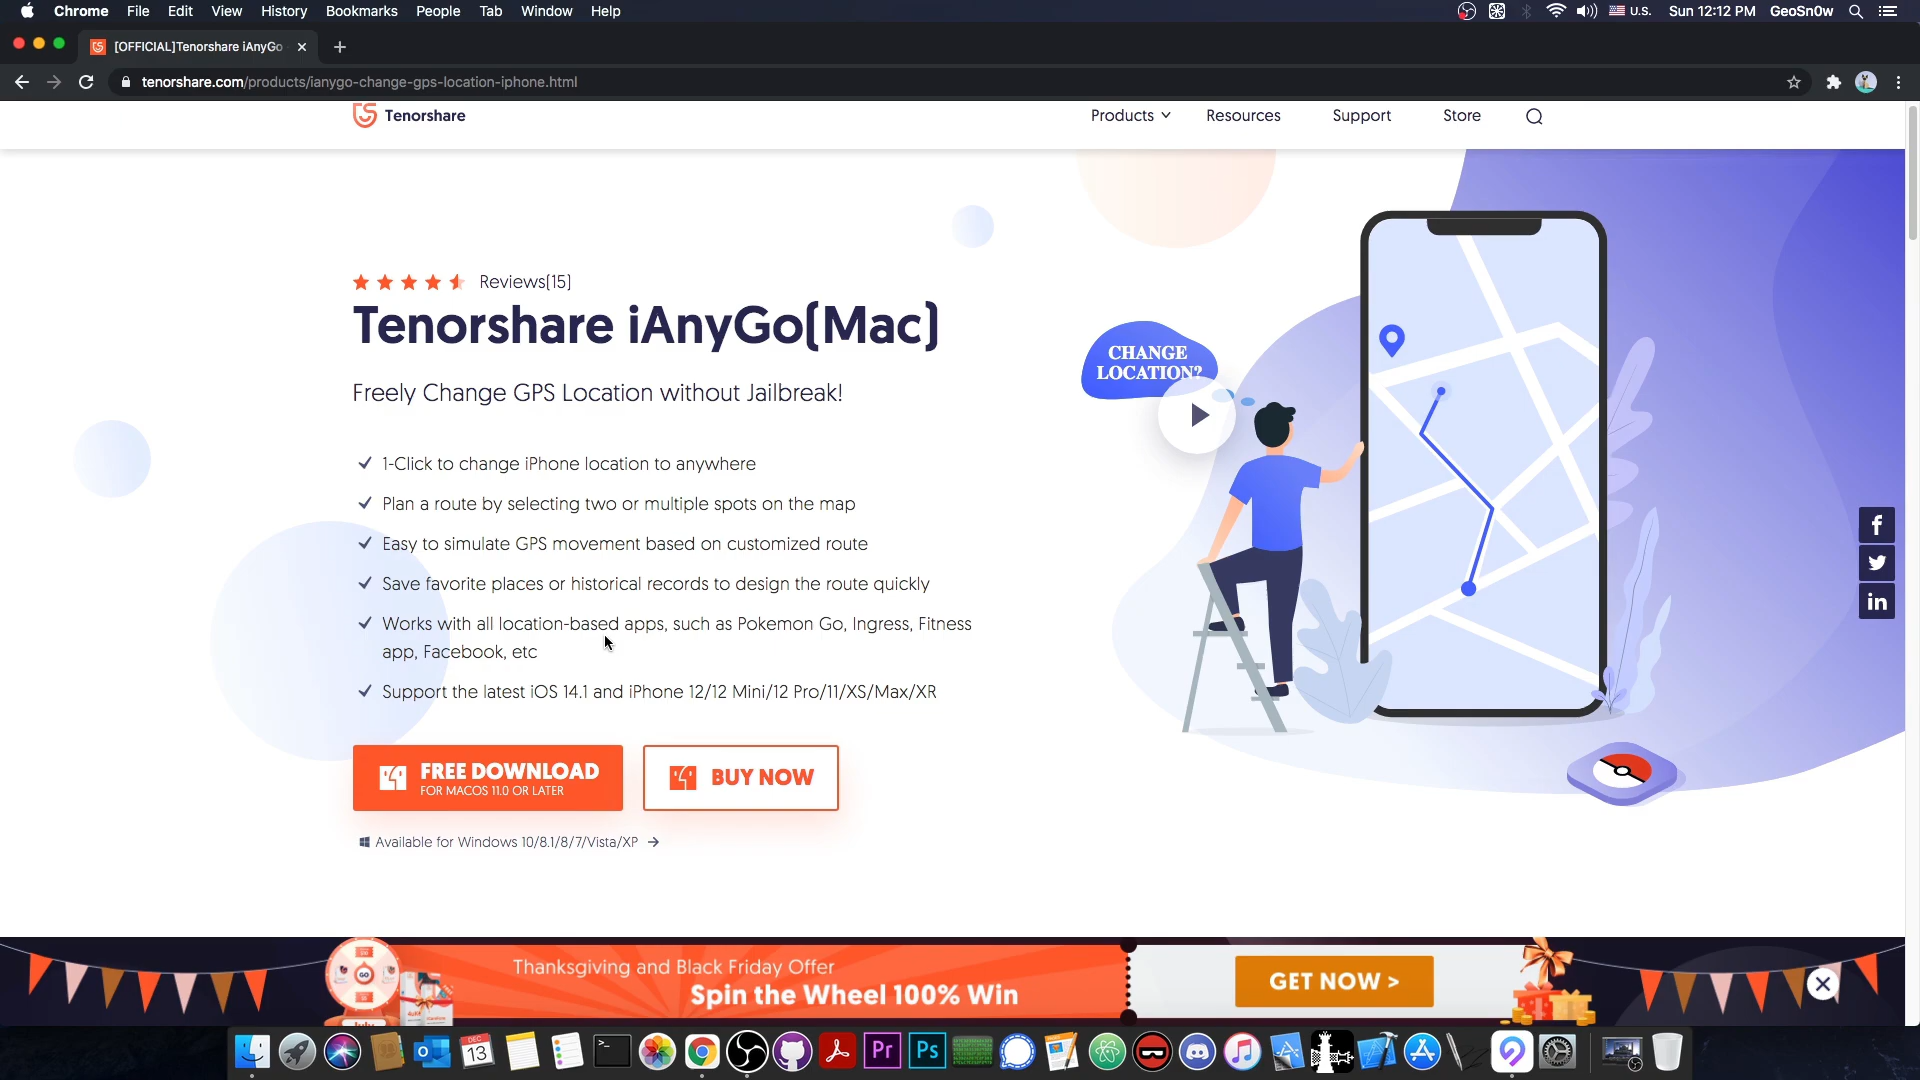 Chrome File Edit View History Bookmarks People Tab Window Help
U.S. Sun 12:12 PM GeoSn0w
[OFFICIAL]Tenorshare iAnyGo
tenorshare.com/products/ianygo-change-gps-location-iphone.html
Tenorshare
Products Resources Support Store
Reviews(15)
Tenorshare iAnyGo(Mac)
Freely Change GPS Location without Jailbreak!
CHANGE
LOCATION?
1-Click to change iPhone location to anywhere
Plan a route by selecting two or multiple spots on the map
Easy to simulate GPS movement based on customized route
Save favorite places or historical records to design the route quickly
Works with all location-based apps, such as Pokemon Go, Ingress, Fitness
app, Facebook, etc
Support the latest iOS 14.1 and iPhone 12/12 Mini/12 Pro/11/XS/Max/XR
FREE DOWNLOAD
FOR MACOS 11.0 OR LATER
BUY NOW
Available for Windows 10/8.1/8/7/Vista/XP
Thanksgiving and Black Friday Offer
Spin the Wheel 100% Win
GET NOW >
GO
DEC
13
Pr
Ps